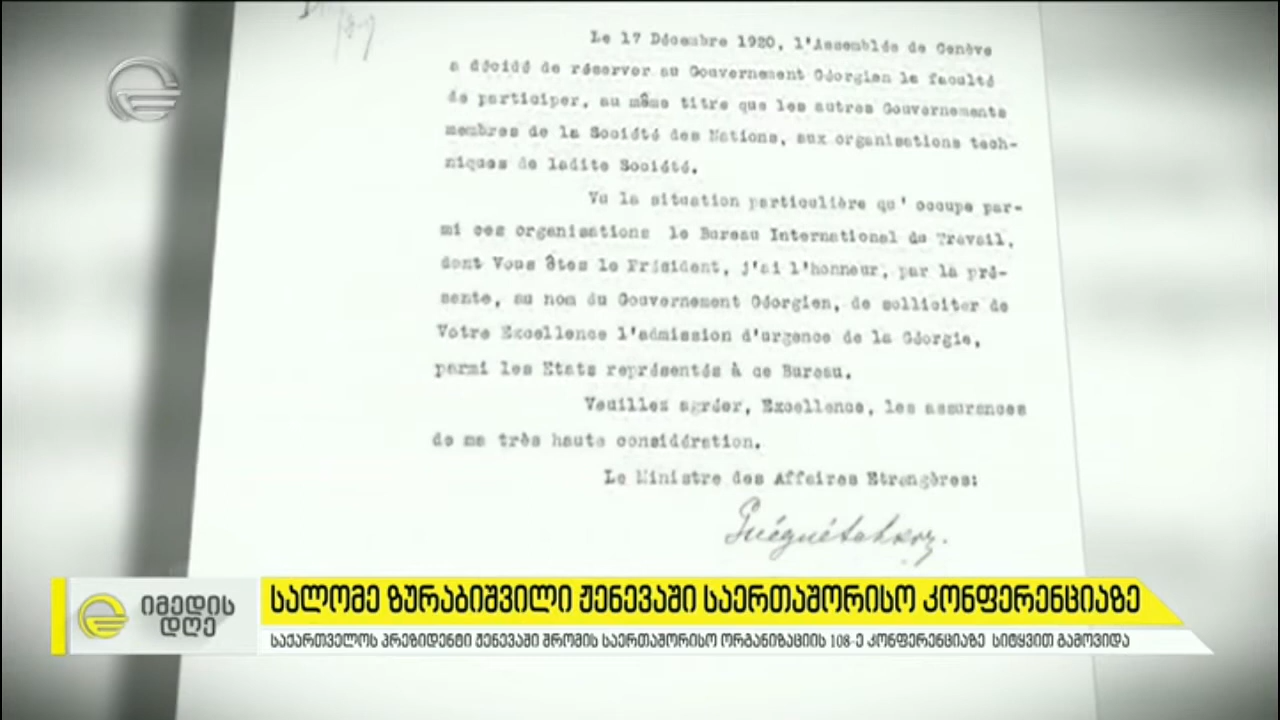 Le 17 Décembre 1920, l'Assemblée de Genève
a décidé de réserver au Gouvernement Géorgien le faculté
de participer, au même titre que les autres Gouvernements
membres de la Société des Nations, aux organisations tech-
niques de ladite Société.
Vu la situation particulière qu' occupe par-
mi ces organisations le Bureau International du Travail,
dont Vous êtes le Président, j'ai l'honneur, par la pré-
sente, au nom du Gouvernement Géorgien, de solliciter de
Votre Excellence l'admission d'urgence de la Géorgie,
parmi les Etats représentés à ce Bureau.
Veuillez agréer, Excellence, les assurances
de ma très haute considération.
Le Ministre des Affaires Etrangères:
იმედის
დღე
სალომე ზურაბიშვილი ჟენევაში საერთაშორისო კონფერენციაზე
საქართველოს პრეზიდენტი ჟენევაში შრომის საერთაშორისო ორგანიზაციის 108-ე კონფერენციაზე სიტყვით გამოვიდა